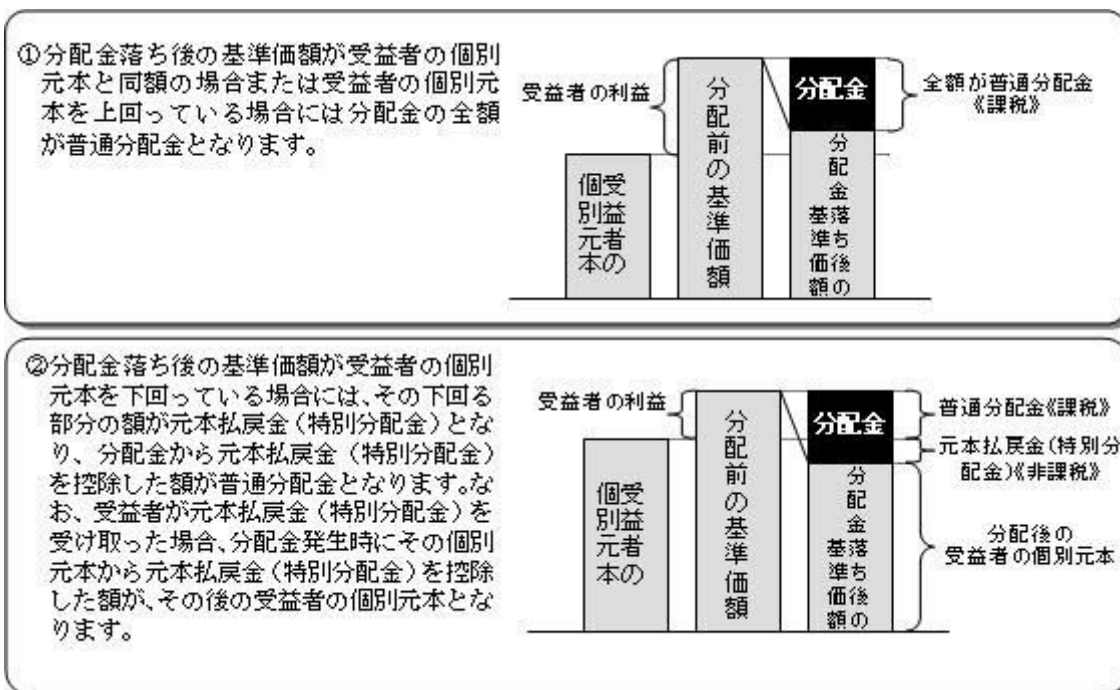 ①分配金落ち後の基準価額が受益者の個別
元本と同額の場合または受益者の個別元
本を上回っている場合には分配金の全額
が普通分配金となります。
受益者の利益
受益者の
個別元本
分配前の基準価額
分配金
分配金落ち後の
基準価額
全額が普通分配金
《課税》
②分配金落ち後の基準価額が受益者の個別
元本を下回っている場合には、その下回る
部分の額が元本払戻金(特別分配金)とな
り、分配金から元本払戻金(特別分配金)
を控除した額が普通分配金となります。な
お、受益者が元本払戻金(特別分配金)を
受け取った場合、分配金発生時にその個別
元本から元本払戻金(特別分配金)を控除
した額が、その後の受益者の個別元本とな
ります。
受益者の利益
受益者の
個別元本
分配前の基準価額
分配金
分配金落ち後の
基準価額
普通分配金《課税》
元本払戻金(特別分
配金)《非課税》
分配後の
受益者の個別元本